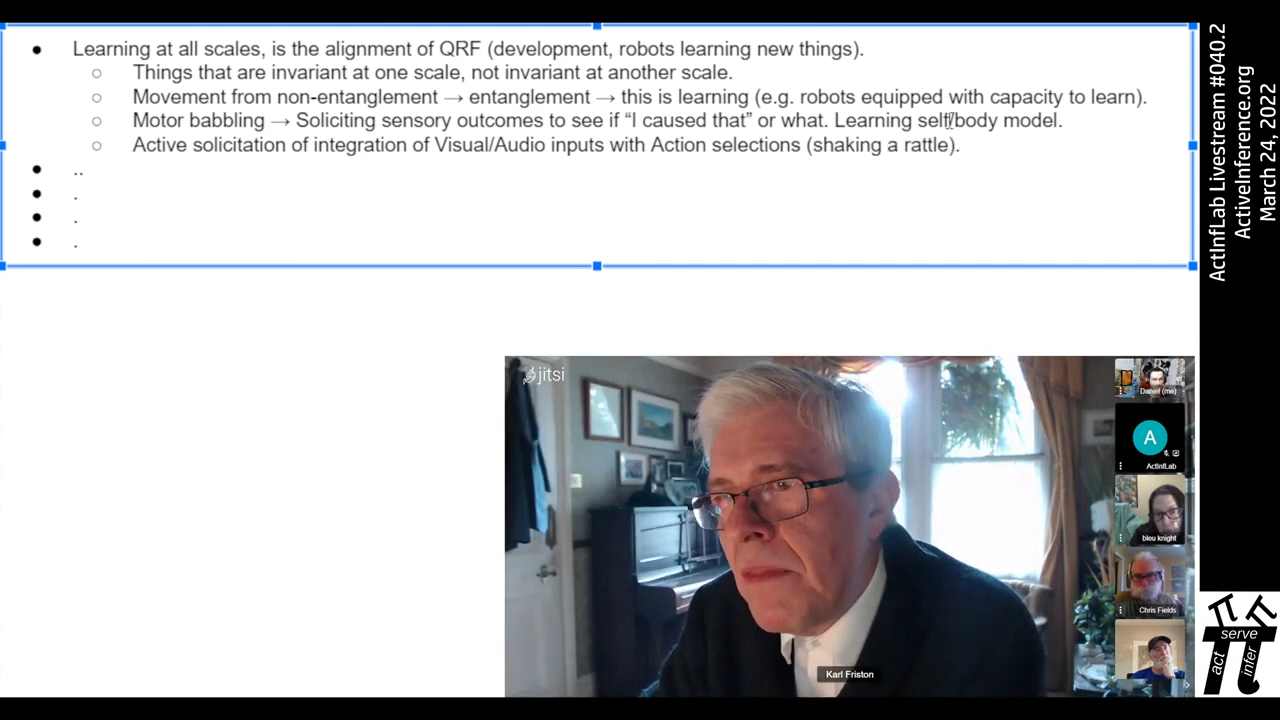 Learning at all scales, is the alignment of QRF (development, robots learning new things).
Things that are invariant at one scale, not invariant at another scale.
Movement from non-entanglement → entanglement → this is learning (e.g. robots equipped with capacity to learn).
Motor babbling → Soliciting sensory outcomes to see if “I caused that” or what. Learning self/body model.
Active solicitation of integration of Visual/Audio inputs with Action selections (shaking a rattle).
..
.
.
.
ActInfLab Livestream #040.2
ActiveInference.org
March 24, 2022
jitsi
Daniel (me)
A
ActInfLab
bleu knight
Chris Fields
Karl Friston
act
serve
infer